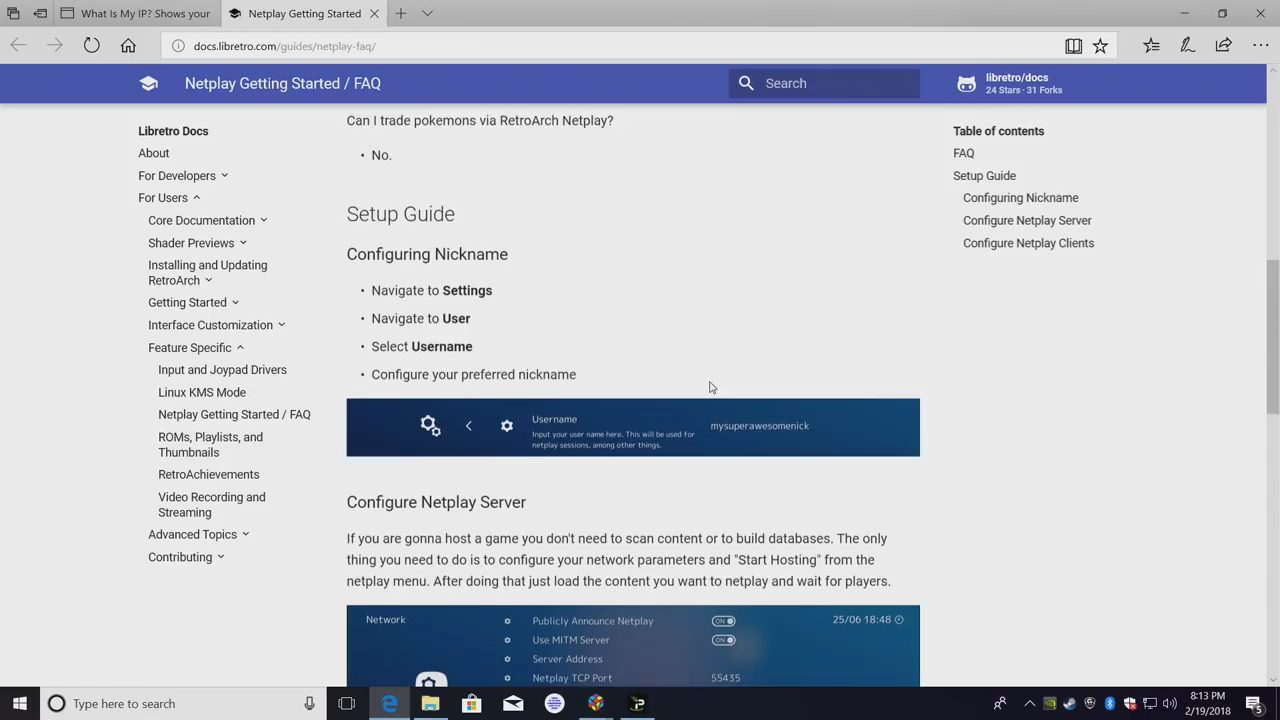 What Is My IP? Shows your
Netplay Getting Started
docs.libretro.com/guides/netplay-faq/
Netplay Getting Started / FAQ
Search
libretro/docs
24 Stars · 31 Forks
Libretro Docs
About
For Developers
For Users
Core Documentation
Shader Previews
Installing and Updating
RetroArch
Getting Started
Interface Customization
Feature Specific
Input and Joypad Drivers
Linux KMS Mode
Netplay Getting Started / FAQ
ROMs, Playlists, and
Thumbnails
RetroAchievements
Video Recording and
Streaming
Advanced Topics
Contributing
Can I trade pokemons via RetroArch Netplay?
• No.
Setup Guide
Configuring Nickname
• Navigate to Settings
• Navigate to User
• Select Username
• Configure your preferred nickname
Username
Input your user name here. This will be used for
netplay sessions, among other things.
mysuperawesomenick
Configure Netplay Server
If you are gonna host a game you don't need to scan content or to build databases. The only
thing you need to do is to configure your network parameters and "Start Hosting" from the
netplay menu. After doing that just load the content you want to netplay and wait for players.
Network
Publicly Announce Netplay ON
25/06 18:48
Use MITM Server ON
Server Address
Netplay TCP Port 55435
Table of contents
FAQ
Setup Guide
Configuring Nickname
Configure Netplay Server
Configure Netplay Clients
Type here to search
8:13 PM
2/19/2018